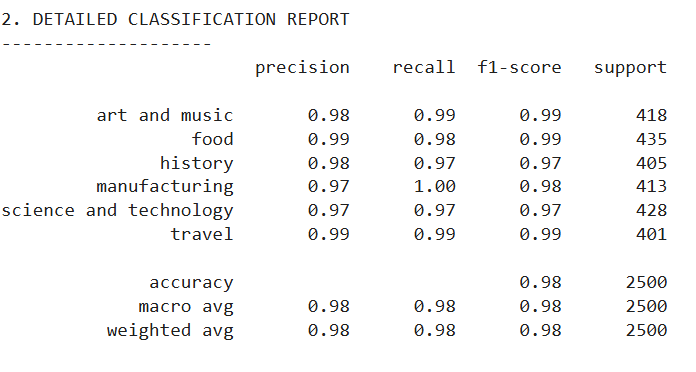 2. DETAILED CLASSIFICATION REPORT
--------------------
precision recall f1-score support
art and music 0.98 0.99 0.99 418
food 0.99 0.98 0.99 435
history 0.98 0.97 0.97 405
manufacturing 0.97 1.00 0.98 413
science and technology 0.97 0.97 0.97 428
travel 0.99 0.99 0.99 401
accuracy 0.98 2500
macro avg 0.98 0.98 0.98 2500
weighted avg 0.98 0.98 0.98 2500